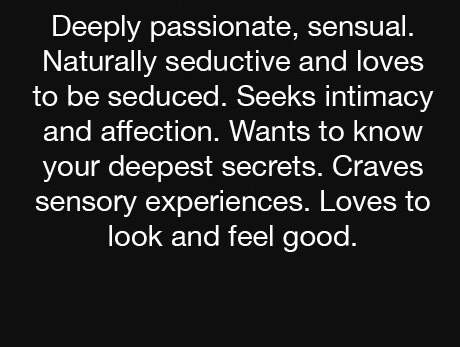 Deeply passionate, sensual.
Naturally seductive and loves
to be seduced. Seeks intimacy
and affection. Wants to know
your deepest secrets. Craves
sensory experiences. Loves to
look and feel good.